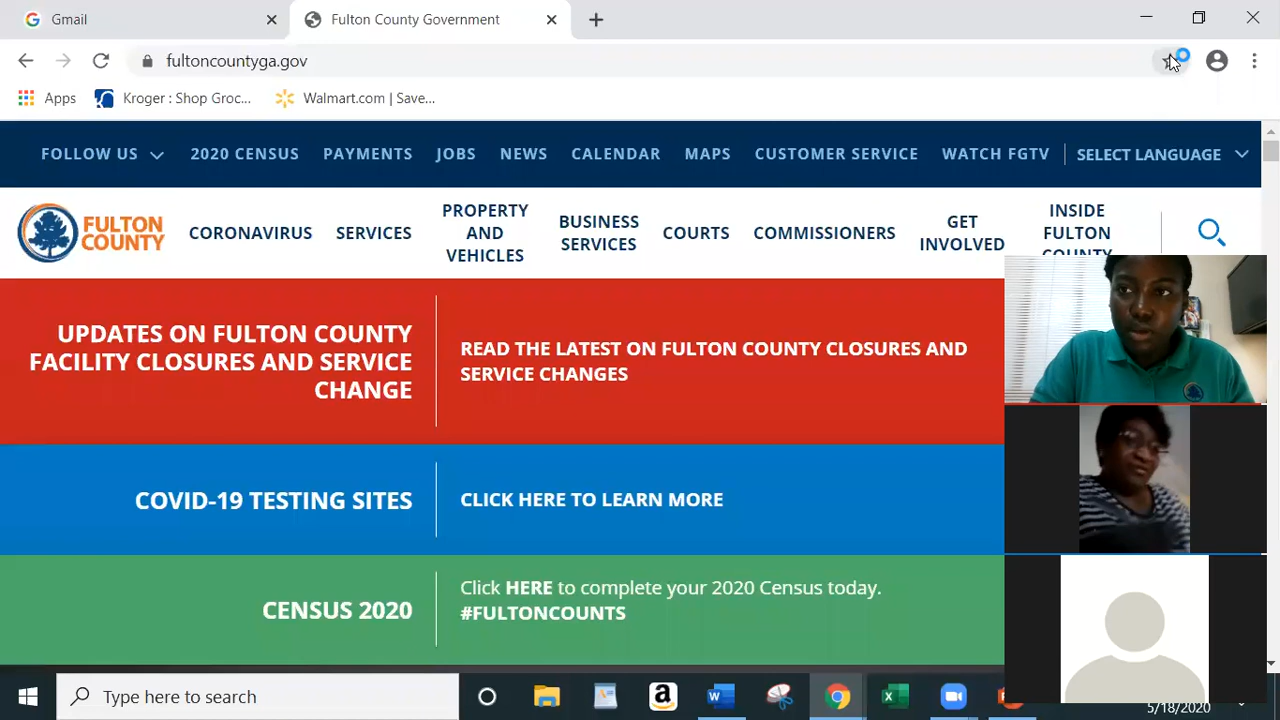 Gmail
Fulton County Government
fultoncountyga.gov
Apps
Kroger : Shop Groc...
Walmart.com | Save...
FOLLOW US
2020 CENSUS
PAYMENTS
JOBS
NEWS
CALENDAR
MAPS
CUSTOMER SERVICE
WATCH FGTV
SELECT LANGUAGE
FULTON
COUNTY
CORONAVIRUS
SERVICES
PROPERTY
AND
VEHICLES
BUSINESS
SERVICES
COURTS
COMMISSIONERS
GET
INVOLVED
INSIDE
FULTON
COUNTY
UPDATES ON FULTON COUNTY
FACILITY CLOSURES AND SERVICE
CHANGE
READ THE LATEST ON FULTON COUNTY CLOSURES AND
SERVICE CHANGES
COVID-19 TESTING SITES
CLICK HERE TO LEARN MORE
CENSUS 2020
Click HERE to complete your 2020 Census today.
#FULTONCOUNTS
Type here to search
5/18/2020